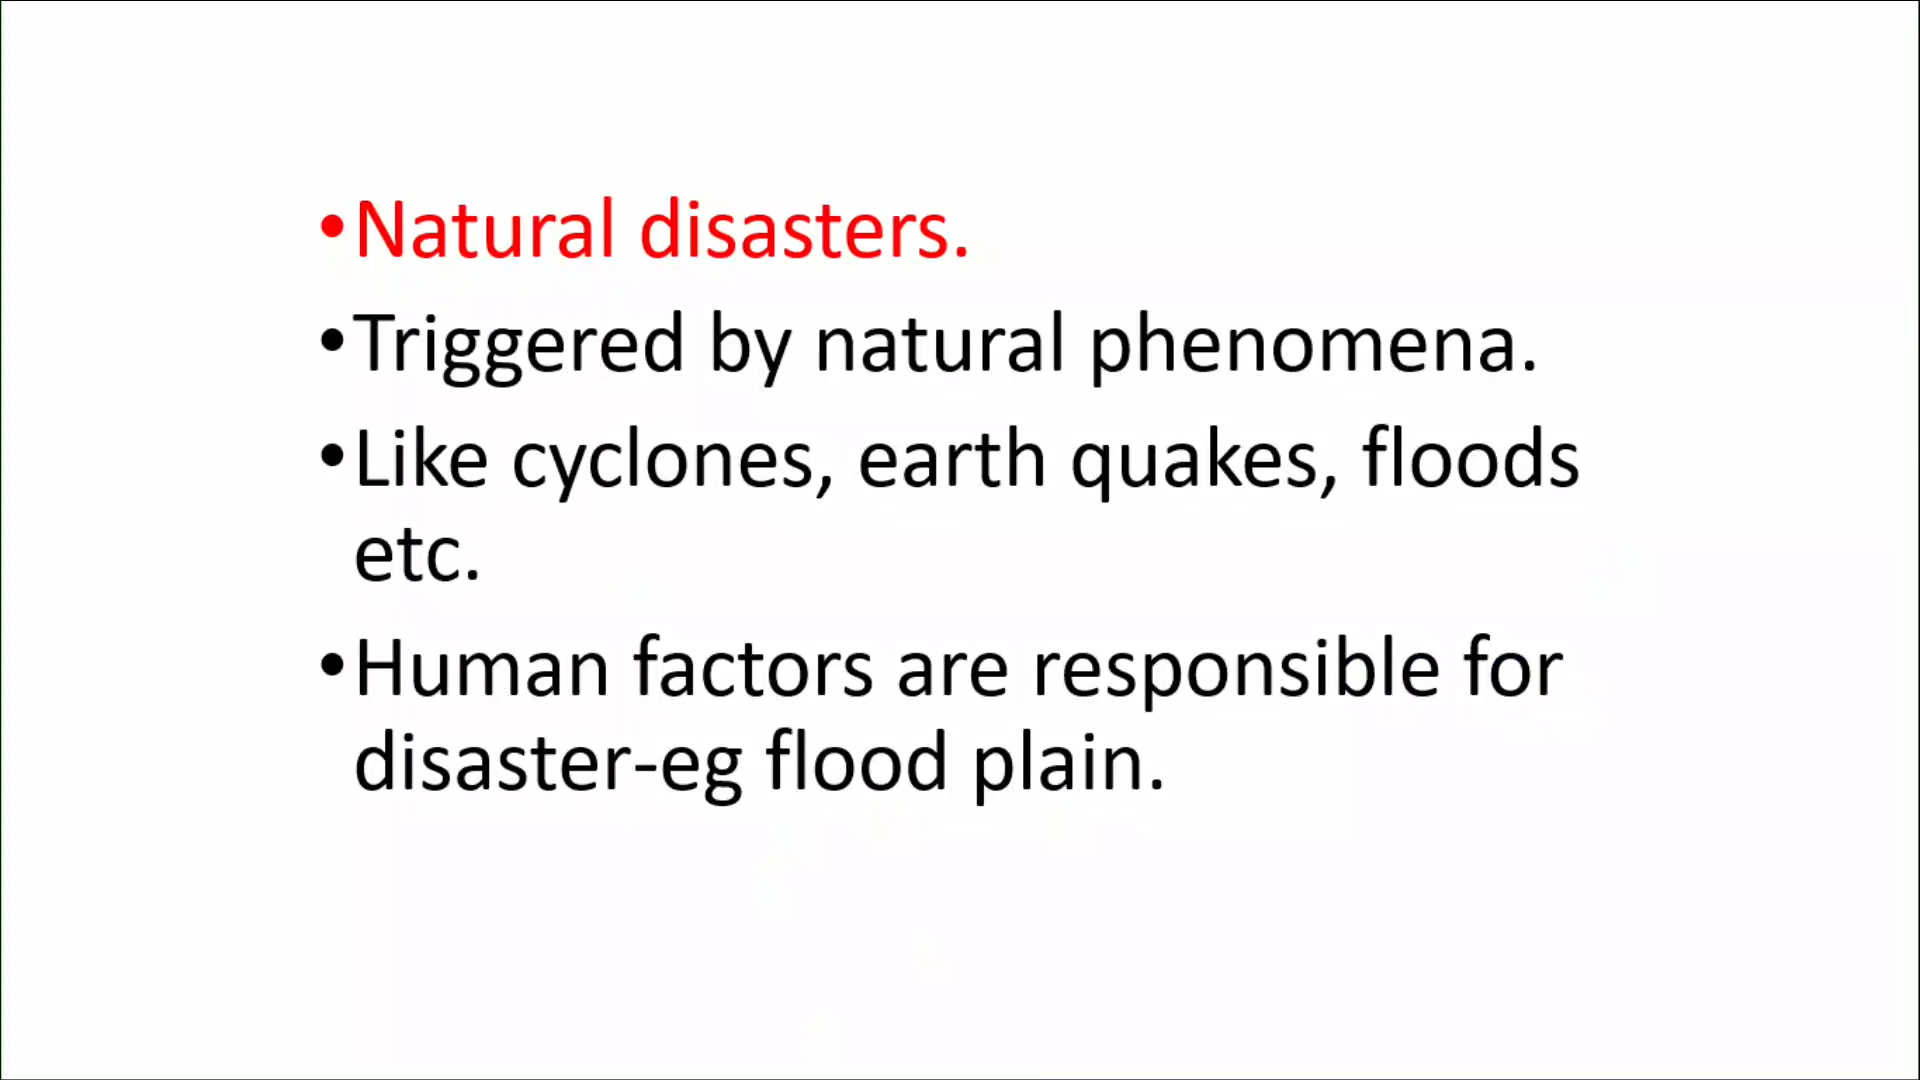 •Natural disasters.
•Triggered by natural phenomena.
•Like cyclones, earth quakes, floods
etc.
•Human factors are responsible for
disaster-eg flood plain.